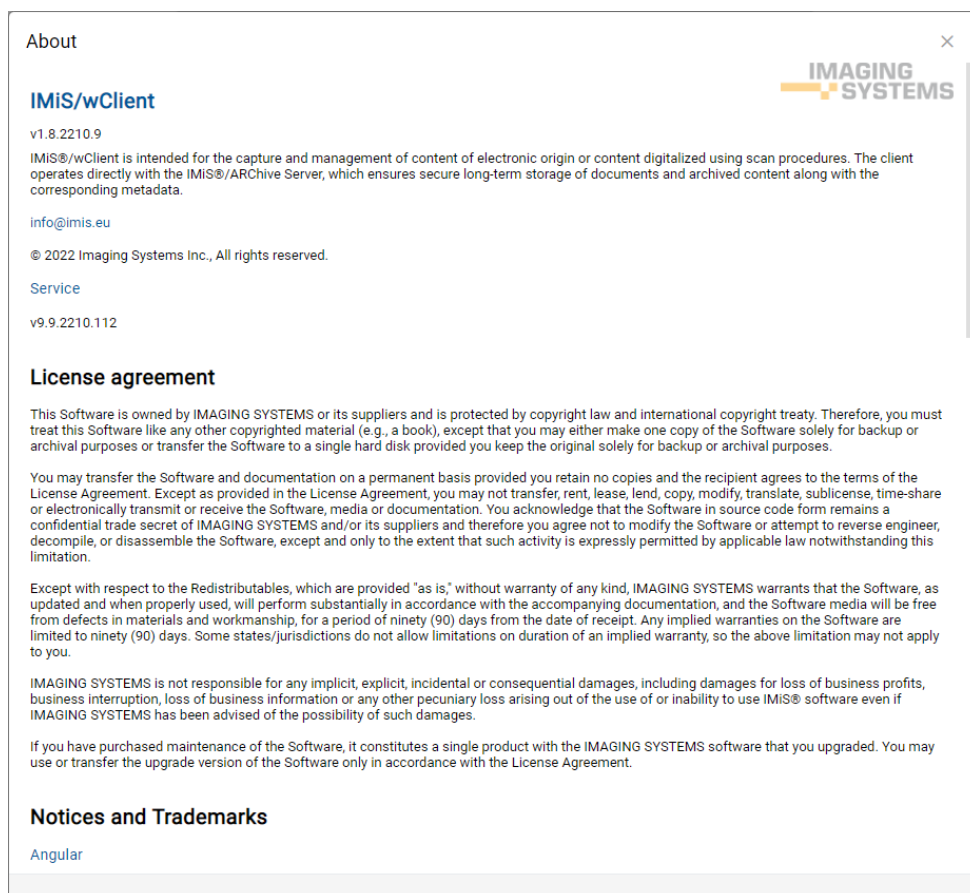 About
IMAGING
SYSTEMS
IMiS/wClient
v1.8.2210.9
IMiS®/wClient is intended for the capture and management of content of electronic origin or content digitalized using scan procedures. The client
operates directly with the IMiS®/ARChive Server, which ensures secure long-term storage of documents and archived content along with the
corresponding metadata.
info@imis.eu
© 2022 Imaging Systems Inc., All rights reserved.
Service
v9.9.2210.112
License agreement
This Software is owned by IMAGING SYSTEMS or its suppliers and is protected by copyright law and international copyright treaty. Therefore, you must
treat this Software like any other copyrighted material (e.g., a book), except that you may either make one copy of the Software solely for backup or
archival purposes or transfer the Software to a single hard disk provided you keep the original solely for backup or archival purposes.
You may transfer the Software and documentation on a permanent basis provided you retain no copies and the recipient agrees to the terms of the
License Agreement. Except as provided in the License Agreement, you may not transfer, rent, lease, lend, copy, modify, translate, sublicense, time-share
or electronically transmit or receive the Software, media or documentation. You acknowledge that the Software in source code form remains a
confidential trade secret of IMAGING SYSTEMS and/or its suppliers and therefore you agree not to modify the Software or attempt to reverse engineer,
decompile, or disassemble the Software, except and only to the extent that such activity is expressly permitted by applicable law notwithstanding this
limitation.
Except with respect to the Redistributables, which are provided "as is," without warranty of any kind, IMAGING SYSTEMS warrants that the Software, as
updated and when properly used, will perform substantially in accordance with the accompanying documentation, and the Software media will be free
from defects in materials and workmanship, for a period of ninety (90) days from the date of receipt. Any implied warranties on the Software are
limited to ninety (90) days. Some states/jurisdictions do not allow limitations on duration of an implied warranty, so the above limitation may not apply
to you.
IMAGING SYSTEMS is not responsible for any implicit, explicit, incidental or consequential damages, including damages for loss of business profits,
business interruption, loss of business information or any other pecuniary loss arising out of the use of or inability to use IMiS® software even if
IMAGING SYSTEMS has been advised of the possibility of such damages.
If you have purchased maintenance of the Software, it constitutes a single product with the IMAGING SYSTEMS software that you upgraded. You may
use or transfer the upgrade version of the Software only in accordance with the License Agreement.
Notices and Trademarks
Angular